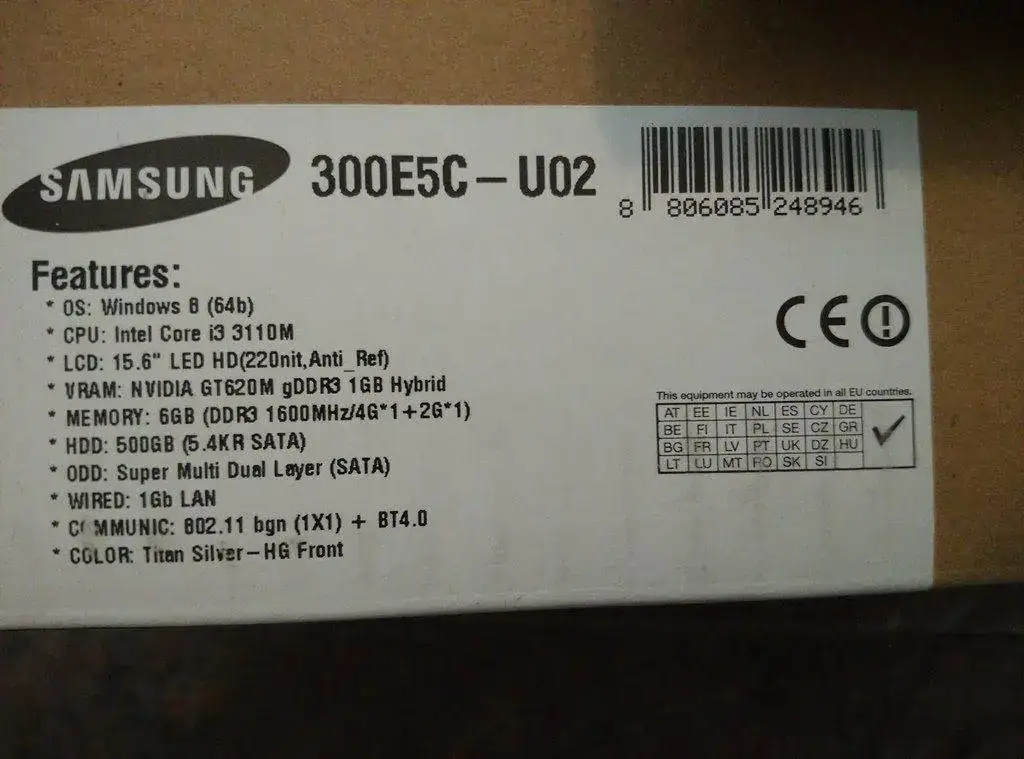 SAMSUNG 300E5C-U02
8 806085 248946
Features:
* OS: Windows 8 (64b)
* CPU: Intel Core i3 3110M
* LCD: 15.6" LED HD(220nit,Anti_Ref)
* VRAM: NVIDIA GT620M gDDR3 1GB Hybrid
* MEMORY: 6GB (DDR3 1600MHz/4G*1+2G*1)
* HDD: 500GB (5.4KR SATA)
* ODD: Super Multi Dual Layer (SATA)
* WIRED: 1Gb LAN
* COMMUNIC: 802.11 bgn (1X1) + BT4.0
* COLOR: Titan Silver-HG Front
CE
This equipment may be operated in all EU countries.
AT EE IE NL ES CY DE
BE FI IT PL SE CZ GR
BG FR LV PT UK DZ HU
LT LU MT RO SK SI